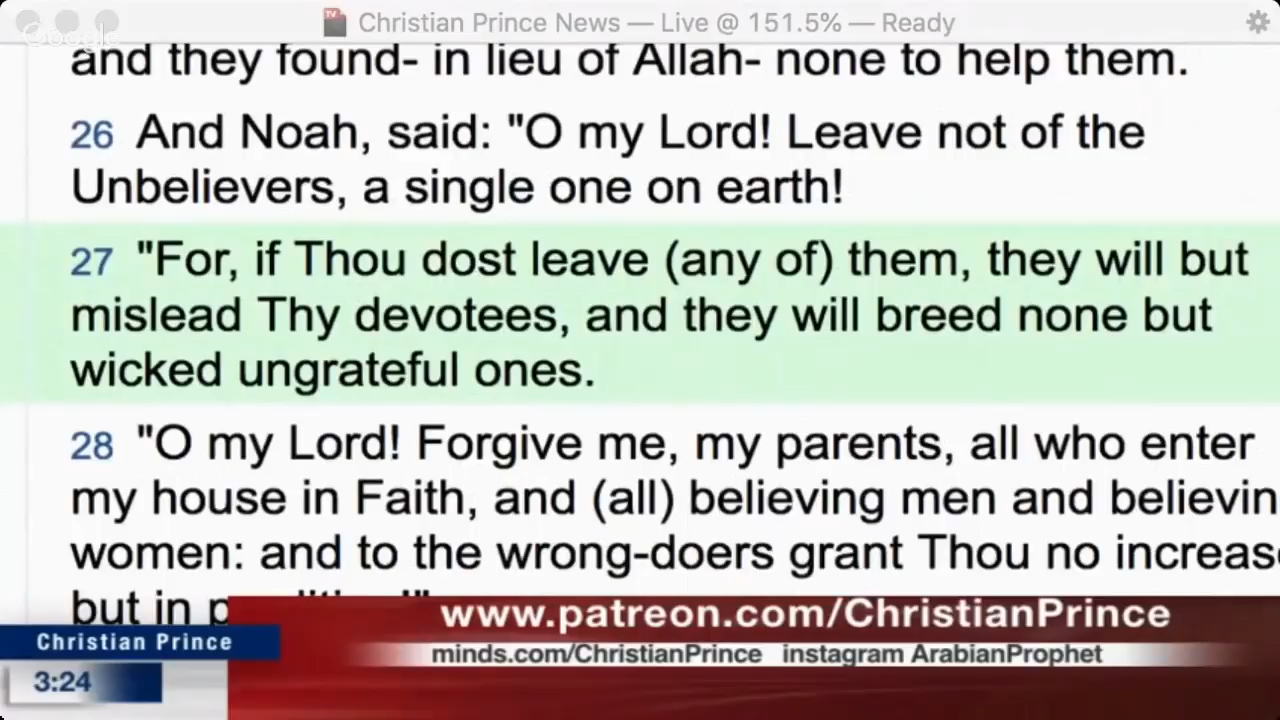 Christian Prince News — Live @ 151.5% — Ready
Google
and they found- in lieu of Allah- none to help them.
26 And Noah, said: "O my Lord! Leave not of the
Unbelievers, a single one on earth!
27 "For, if Thou dost leave (any of) them, they will but
mislead Thy devotees, and they will breed none but
wicked ungrateful ones.
28 "O my Lord! Forgive me, my parents, all who enter
my house in Faith, and (all) believing men and believin
women: and to the wrong-doers grant Thou no increas
but in
www.patreon.com/ChristianPrince
Christian Prince
minds.com/ChristianPrince instagram ArabianProphet
3:24